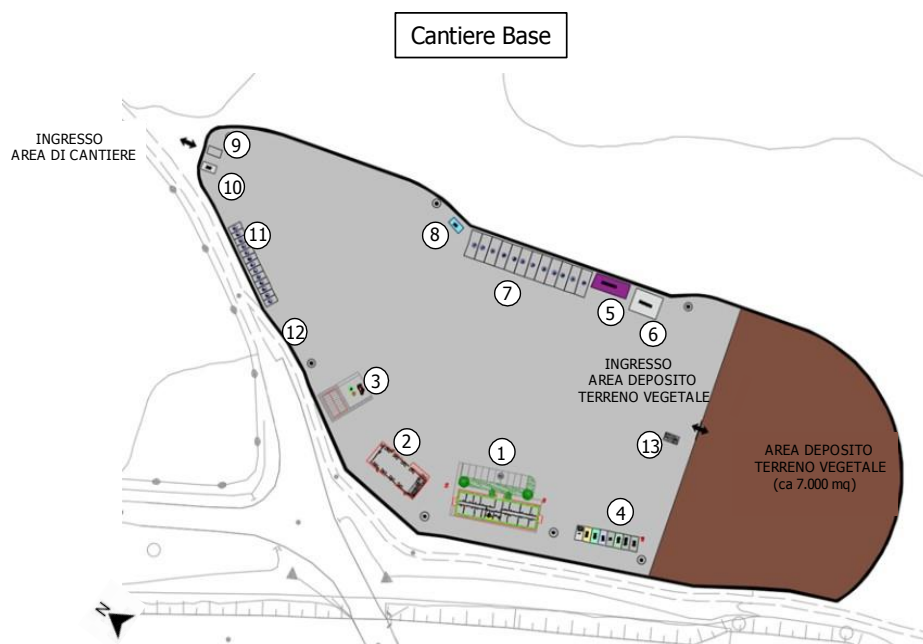 Cantiere Base
INGRESSO
AREA DI CANTIERE
9
10
11
8
7
5
6
12
3
INGRESSO
AREA DEPOSITO
TERRENO VEGETALE
2
1
13
AREA DEPOSITO
TERRENO VEGETALE
(ca 7.000 mq)
4
N